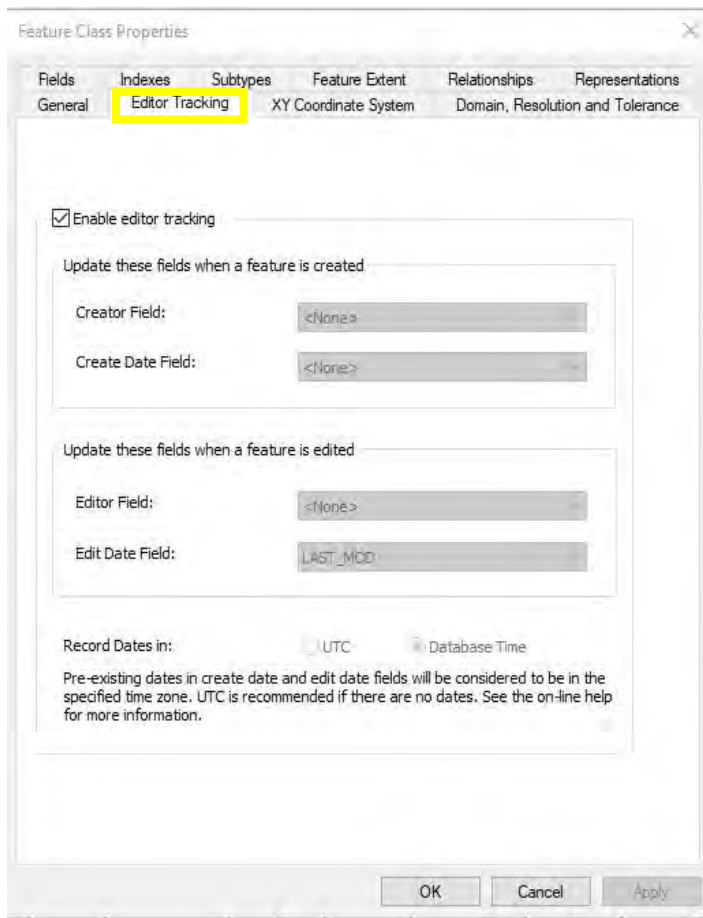 Feature Class Properties
Fields Indexes Subtypes Feature Extent Relationships Representations
General Editor Tracking XY Coordinate System Domain, Resolution and Tolerance
Enable editor tracking
Update these fields when a feature is created
Creator Field: <None>
Create Date Field: <None>
Update these fields when a feature is edited
Editor Field: <None>
Edit Date Field: LAST_MOD
Record Dates in: UTC Database Time
Pre-existing dates in create date and edit date fields will be considered to be in the
specified time zone. UTC is recommended if there are no dates. See the on-line help
for more information.
OK Cancel Apply